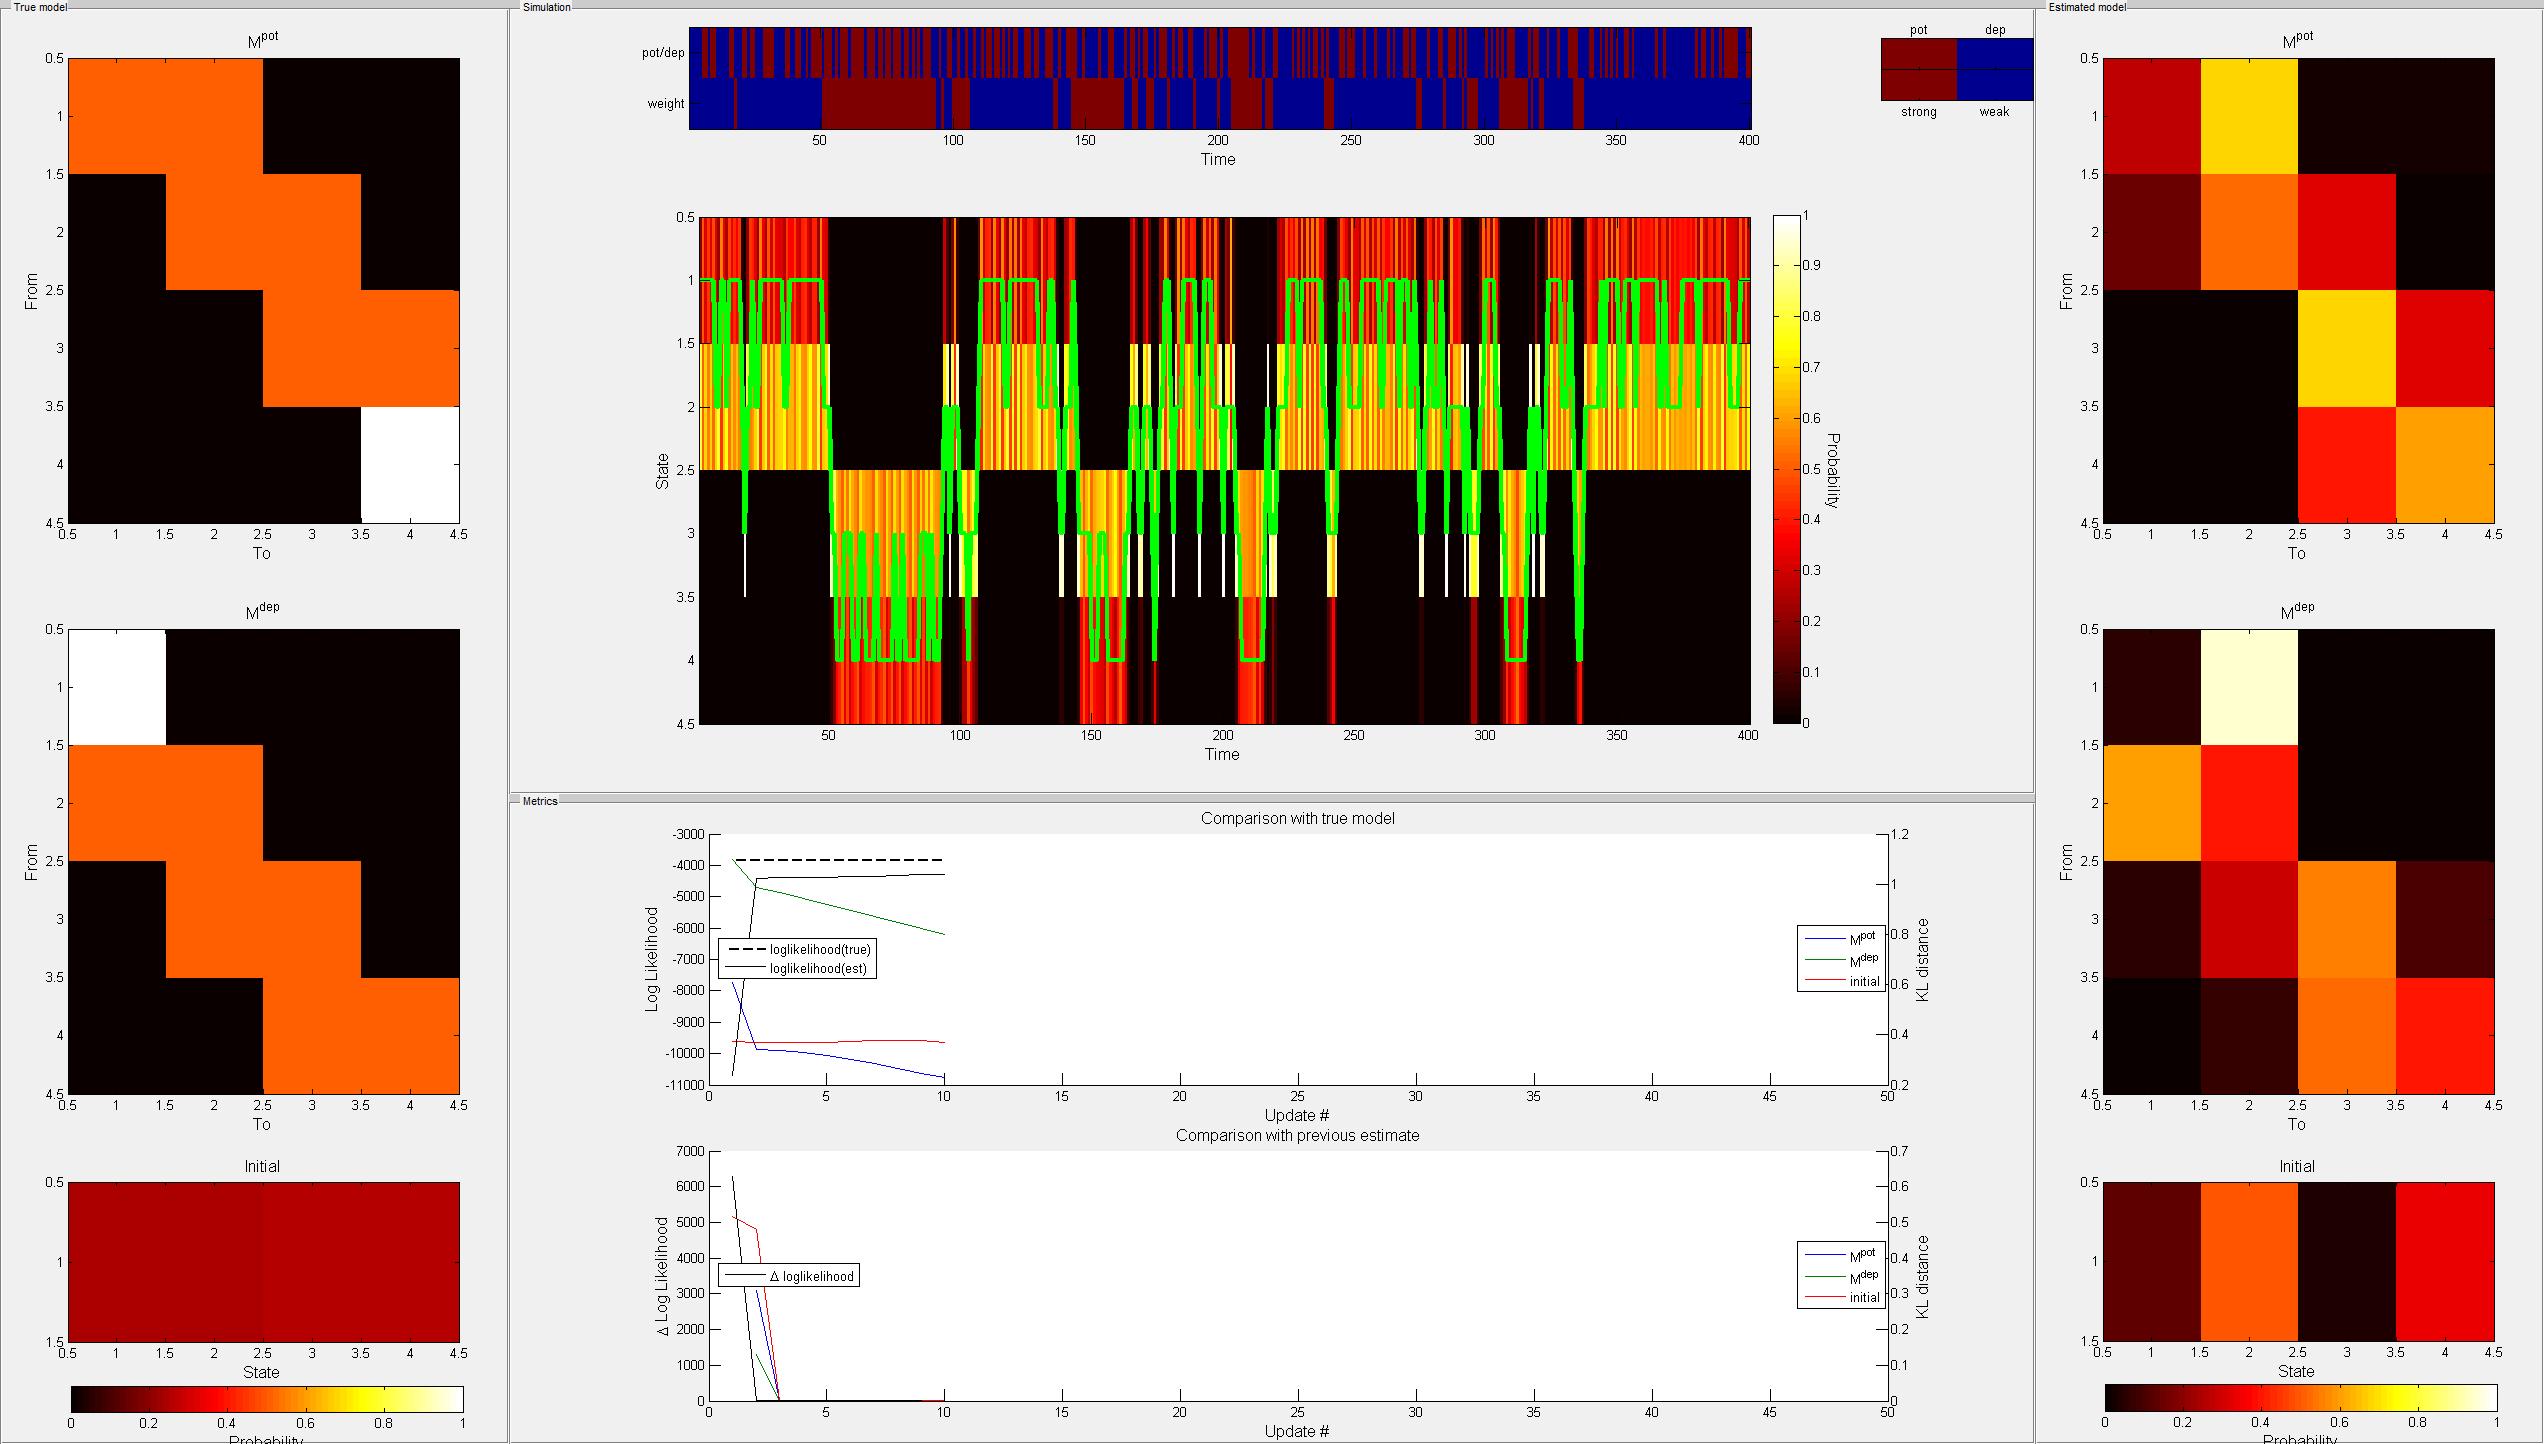 True model
M^pot
0.5
1
1.5
2
2.5
3
3.5
4
4.5
From
0.5 1 1.5 2 2.5 3 3.5 4 4.5
To
M^dep
0.5
1
1.5
2
2.5
3
3.5
4
4.5
From
0.5 1 1.5 2 2.5 3 3.5 4 4.5
To
Initial
0.5
1
1.5
0.5 1 1.5 2 2.5 3 3.5 4 4.5
State
0 0.2 0.4 0.6 0.8 1
Probability
Simulation
pot/dep
weight
50 100 150 200 250 300 350 400
Time
pot dep
strong weak
0.5
1
1.5
2
2.5
3
3.5
4
4.5
State
50 100 150 200 250 300 350 400
Time
1
0.9
0.8
0.7
0.6
0.5
0.4
0.3
0.2
0.1
0
Probability
Metrics
Comparison with true model
-3000
-4000
-5000
-6000
-7000
-8000
-9000
-10000
-11000
Log Likelihood
loglikelihood(true)
loglikelihood(est)
M^pot
M^dep
initial
1.2
1
0.8
0.6
0.4
0.2
KL distance
0 5 10 15 20 25 30 35 40 45 50
Update #
Comparison with previous estimate
7000
6000
5000
4000
3000
2000
1000
0
Δ Log Likelihood
Δ loglikelihood
M^pot
M^dep
initial
0.7
0.6
0.5
0.4
0.3
0.2
0.1
0
KL distance
0 5 10 15 20 25 30 35 40 45 50
Update #
Estimated model
M^pot
0.5
1
1.5
2
2.5
3
3.5
4
4.5
From
0.5 1 1.5 2 2.5 3 3.5 4 4.5
To
M^dep
0.5
1
1.5
2
2.5
3
3.5
4
4.5
From
0.5 1 1.5 2 2.5 3 3.5 4 4.5
To
Initial
0.5
1
1.5
0.5 1 1.5 2 2.5 3 3.5 4 4.5
State
0 0.2 0.4 0.6 0.8 1
Probability